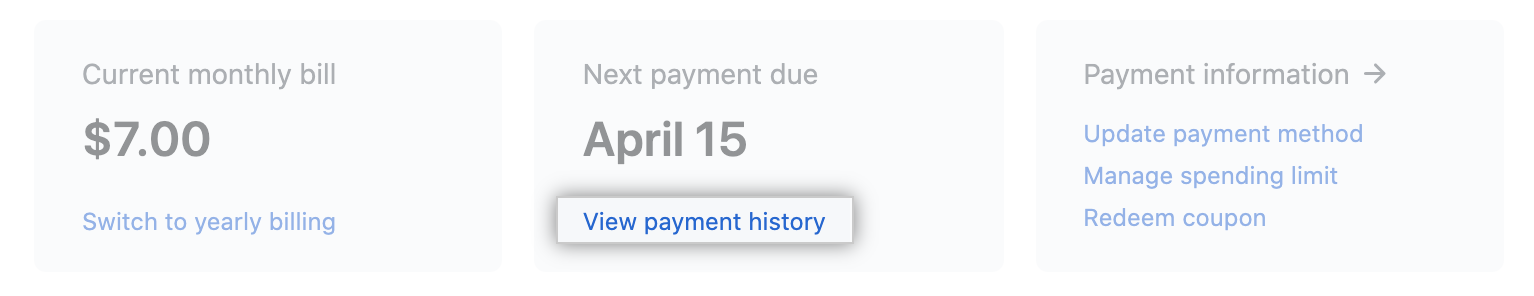 Current monthly bill
$7.00
Switch to yearly billing
Next payment due
April 15
View payment history
Payment information →
Update payment method
Manage spending limit
Redeem coupon